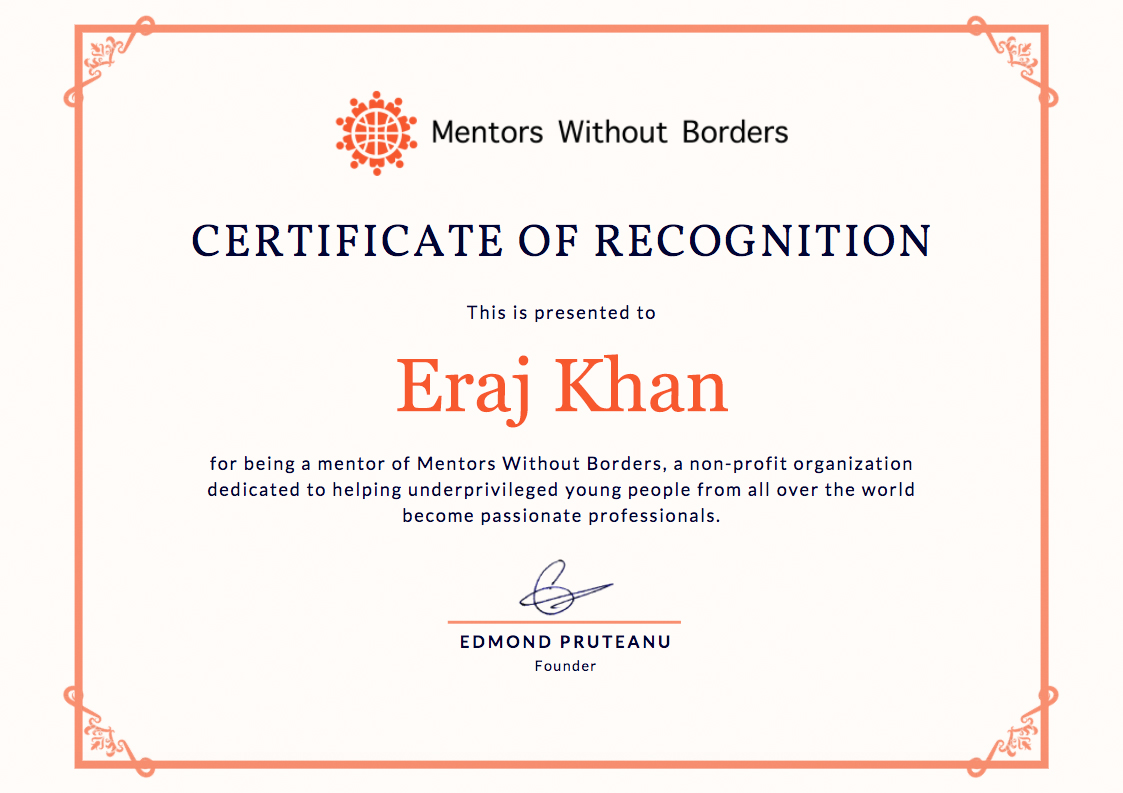 Mentors Without Borders
CERTIFICATE OF RECOGNITION
This is presented to
Eraj Khan
for being a mentor of Mentors Without Borders, a non-profit organization
dedicated to helping underprivileged young people from all over the world
become passionate professionals.
EDMOND PRUTEANU
Founder